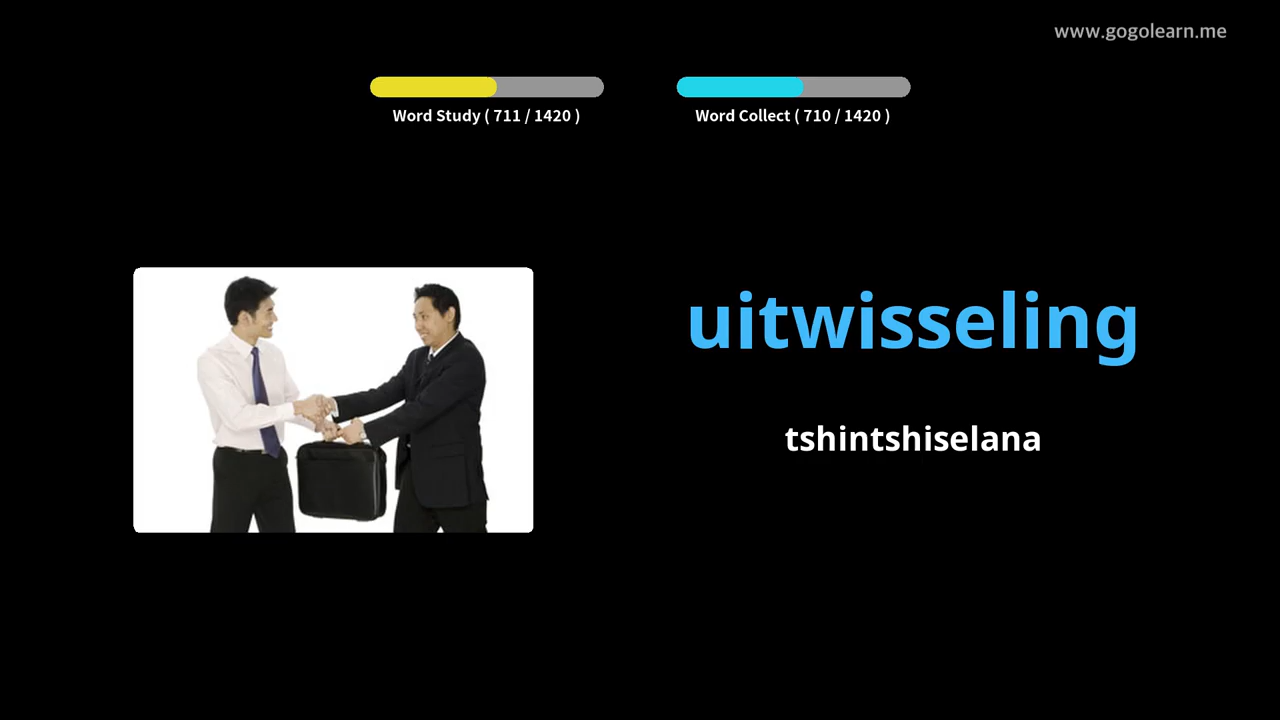 www.gogolearn.me
Word Study ( 711 / 1420 )
Word Collect ( 710 / 1420 )
uitwisseling
tshintshiselana